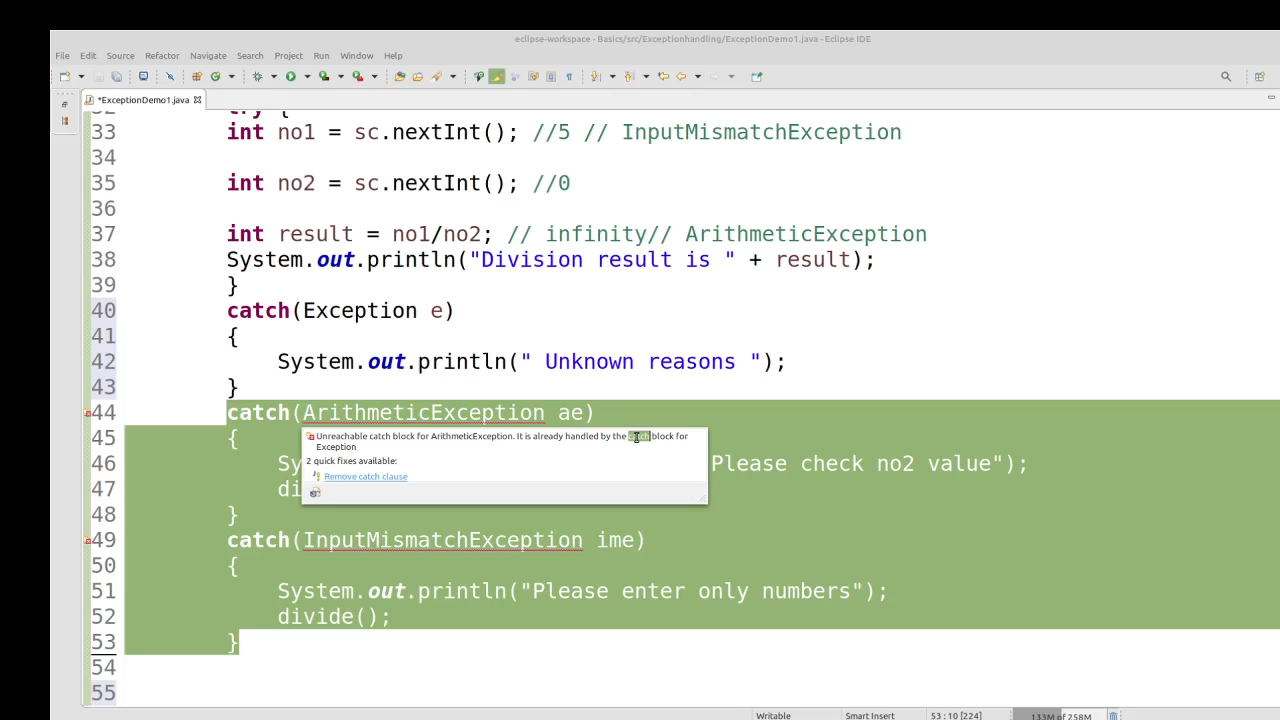 eclipse-workspace - Basics/src/Exceptionhandling/ExceptionDemo1.java - Eclipse IDE
File Edit Source Refactor Navigate Search Project Run Window Help
*ExceptionDemo1.java
32 try {
33 int no1 = sc.nextInt(); //5 // InputMismatchException
34
35 int no2 = sc.nextInt(); //0
36
37 int result = no1/no2; // infinity// ArithmeticException
38 System.out.println("Division result is " + result);
39 }
40 catch(Exception e)
41 {
42 System.out.println(" Unknown reasons ");
43 }
44 catch(ArithmeticException ae)
45 {
Unreachable catch block for ArithmeticException. It is already handled by the catch block for
Exception
2 quick fixes available:
46 Sy Please check no2 value");
Remove catch clause
47 di
48 }
49 catch(InputMismatchException ime)
50 {
51 System.out.println("Please enter only numbers");
52 divide();
53 }
54
55
Writable Smart Insert 53 : 10 [224] 133M of 258M